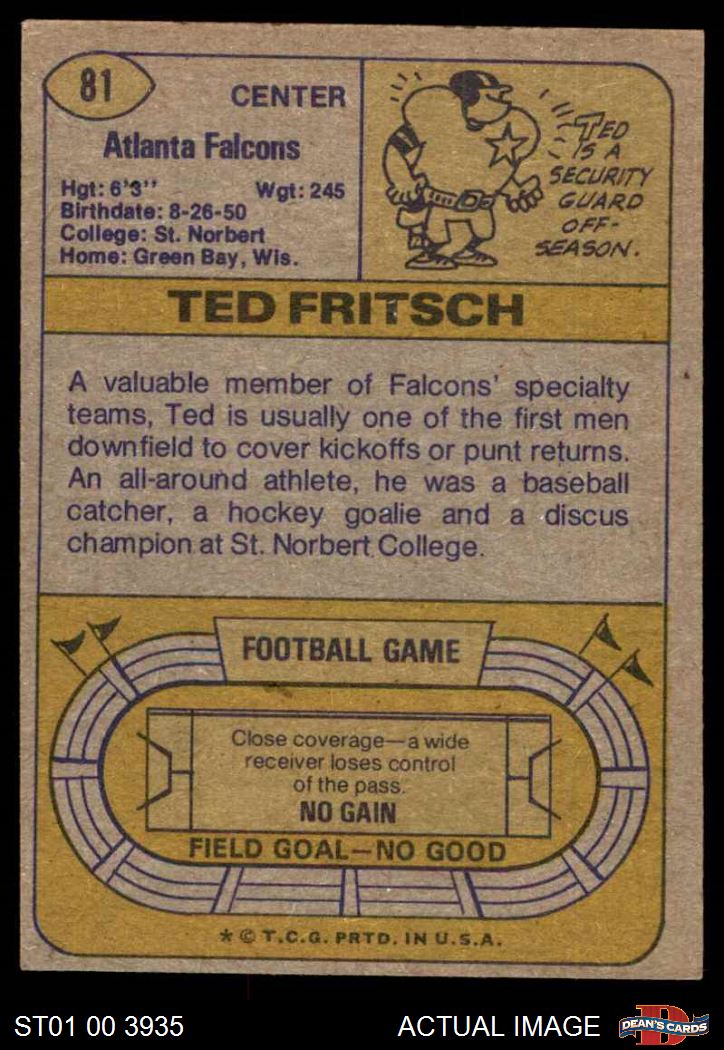 81
CENTER
Atlanta Falcons
Hgt: 6'3" Wgt: 245
Birthdate: 8-26-50
College: St. Norbert
Home: Green Bay, Wis.
TED
IS A
SECURITY
GUARD
OFF-
SEASON.
TED FRITSCH
A valuable member of Falcons' specialty
teams, Ted is usually one of the first men
downfield to cover kickoffs or punt returns.
An all-around athlete, he was a baseball
catcher, a hockey goalie and a discus
champion at St. Norbert College.
FOOTBALL GAME
Close coverage—a wide
receiver loses control
of the pass.
NO GAIN
FIELD GOAL—NO GOOD
* © T.C.G. PRTD. IN U.S.A.
ST01 00 3935 ACTUAL IMAGE
D
DEAN'S CARDS